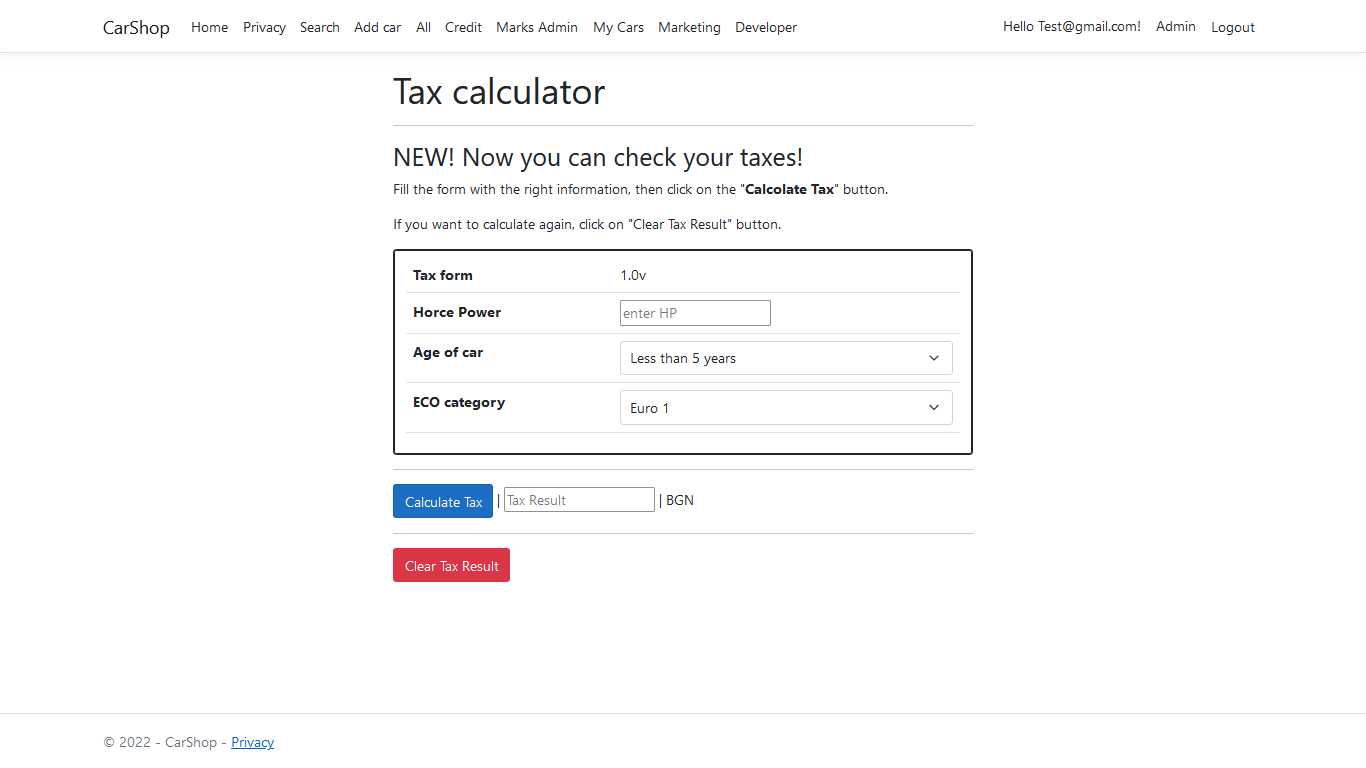 CarShop Home Privacy Search Add car All Credit Marks Admin My Cars Marketing Developer Hello Test@gmail.com! Admin Logout
Tax calculator
NEW! Now you can check your taxes!
Fill the form with the right information, then click on the "Calcolate Tax" button.
If you want to calculate again, click on "Clear Tax Result" button.
Tax form 1.0v
Horce Power enter HP
Age of car Less than 5 years
ECO category Euro 1
Calculate Tax | Tax Result | BGN
Clear Tax Result
© 2022 - CarShop - Privacy